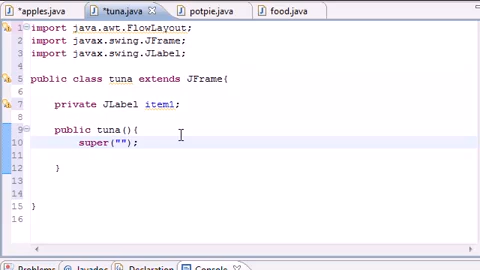 *apples.java *tuna.java potpie.java food.java
1 import java.awt.FlowLayout;
2 import javax.swing.JFrame;
3 import javax.swing.JLabel;
4
5 public class tuna extends JFrame{
6
7 private JLabel item1;
8
9 public tuna(){
10 super("");
11
12 }
13
14
15 }
16
Problems @ Javadoc Declaration Console